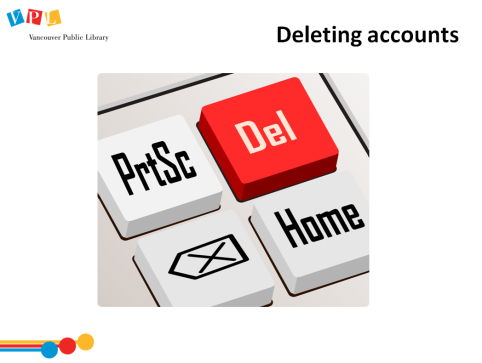 VPL
Vancouver Public Library
Deleting accounts
PrtSc
Del
Home